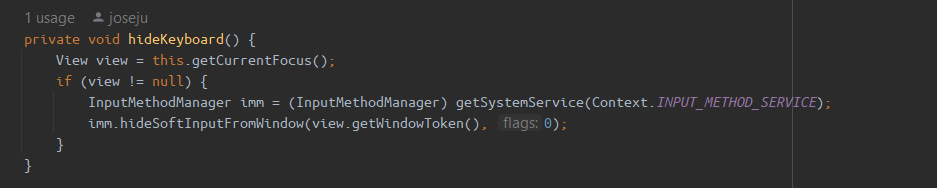 1 usage joseju
private void hideKeyboard() {
    View view = this.getCurrentFocus();
    if (view != null) {
        InputMethodManager imm = (InputMethodManager) getSystemService(Context.INPUT_METHOD_SERVICE);
        imm.hideSoftInputFromWindow(view.getWindowToken(), flags: 0);
    }
}